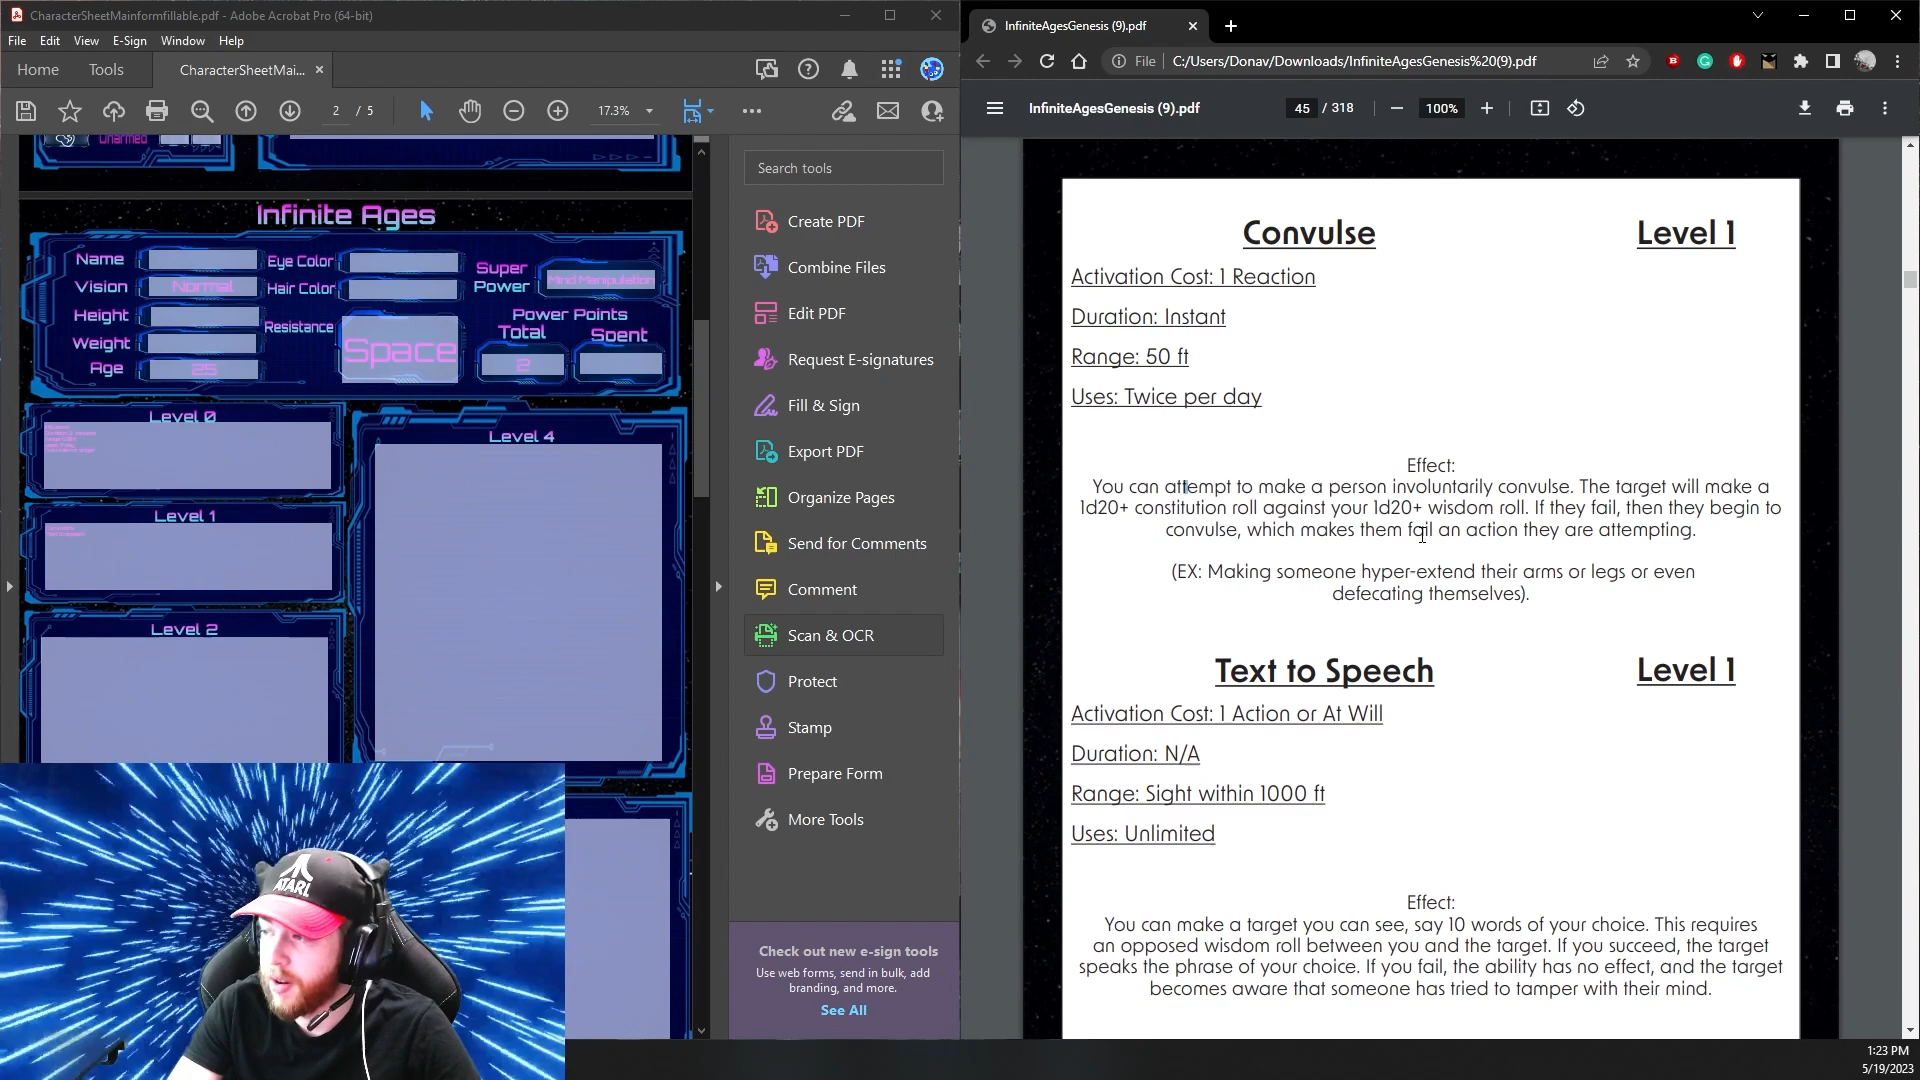 CharacterSheetMainformfillable.pdf - Adobe Acrobat Pro (64-bit)
File Edit View E-Sign Window Help
Home Tools CharacterSheetMai...
2 / 5 17.3%
Unarmed
Infinite Ages
Name
Vision Normal
Height
Weight
Age 25
Eye Color
Hair Color
Resistance Space
Super
Power Mind Manipulation
Power Points
Total Spent
2
Level 0
Level 1
Level 2
Level 4
Search tools
Create PDF
Combine Files
Edit PDF
Request E-signatures
Fill & Sign
Export PDF
Organize Pages
Send for Comments
Comment
Scan & OCR
Protect
Stamp
Prepare Form
More Tools
Check out new e-sign tools
Use web forms, send in bulk, add
branding, and more.
See All
ATARI
InfiniteAgesGenesis (9).pdf
File C:/Users/Donav/Downloads/InfiniteAgesGenesis%20(9).pdf
InfiniteAgesGenesis (9).pdf 45 / 318 100%
Convulse Level 1
Activation Cost: 1 Reaction
Duration: Instant
Range: 50 ft
Uses: Twice per day
Effect:
You can attempt to make a person involuntarily convulse. The target will make a
1d20+ constitution roll against your 1d20+ wisdom roll. If they fail, then they begin to
convulse, which makes them fail an action they are attempting.
(EX: Making someone hyper-extend their arms or legs or even
defecating themselves).
Text to Speech Level 1
Activation Cost: 1 Action or At Will
Duration: N/A
Range: Sight within 1000 ft
Uses: Unlimited
Effect:
You can make a target you can see, say 10 words of your choice. This requires
an opposed wisdom roll between you and the target. If you succeed, the target
speaks the phrase of your choice. If you fail, the ability has no effect, and the target
becomes aware that someone has tried to tamper with their mind.
1:23 PM
5/19/2023